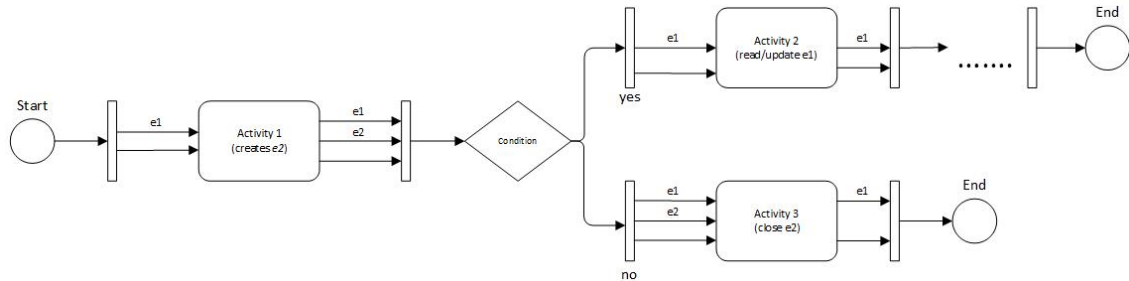 Start
e1
Activity 1
(creates e2)
e1
e2
Condition
yes
e1
Activity 2
(read/update e1)
e1
.......
End
no
e1
e2
Activity 3
(close e2)
e1
End